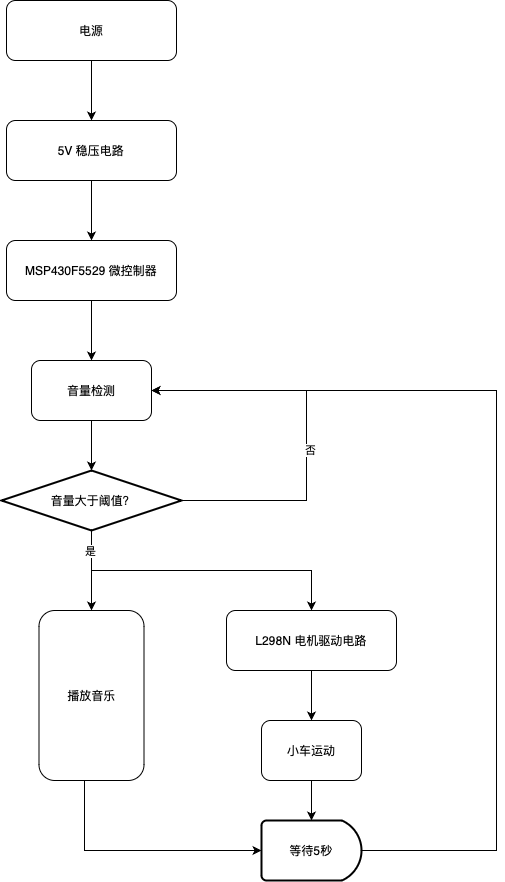 电源
5V 稳压电路
MSP430F5529 微控制器
音量检测
否
音量大于阈值?
是
L298N 电机驱动电路
播放音乐
小车运动
等待5秒